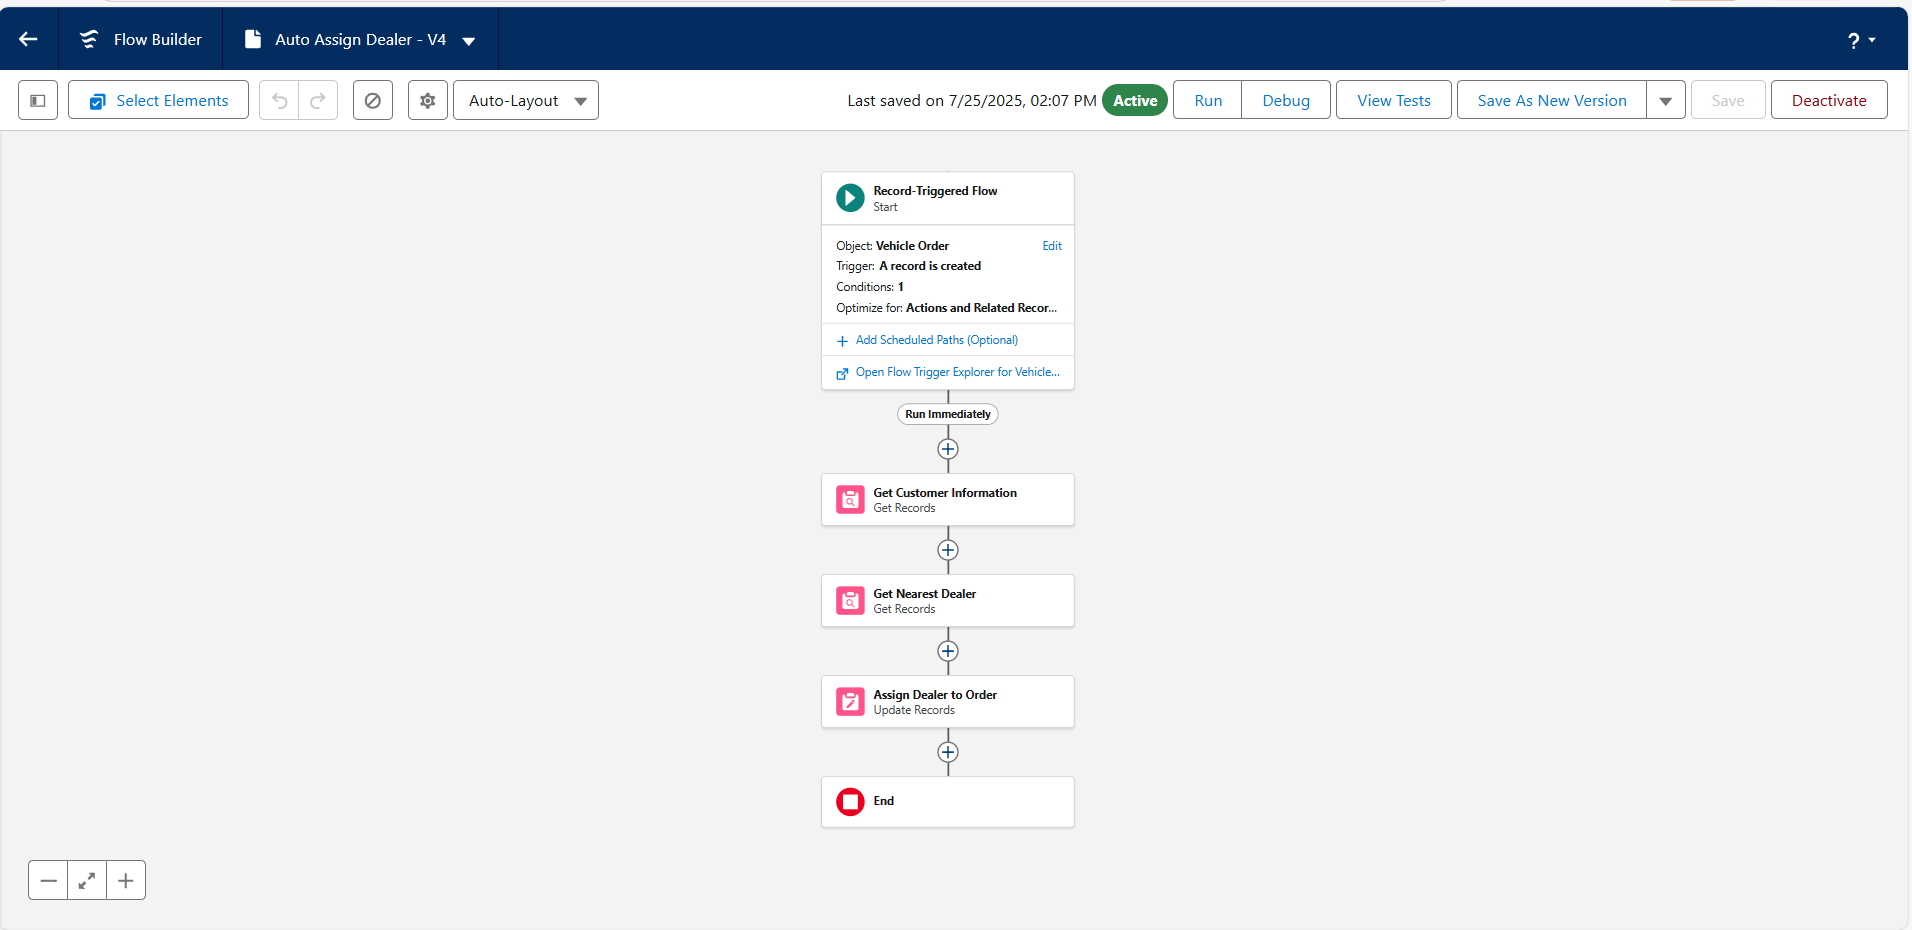 Flow Builder
Auto Assign Dealer - V4
?
Select Elements
Auto-Layout
Last saved on 7/25/2025, 02:07 PM
Active
Run
Debug
View Tests
Save As New Version
Save
Deactivate
Record-Triggered Flow
Start
Object: Vehicle Order
Edit
Trigger: A record is created
Conditions: 1
Optimize for: Actions and Related Recor...
Add Scheduled Paths (Optional)
Open Flow Trigger Explorer for Vehicle...
Run Immediately
Get Customer Information
Get Records
Get Nearest Dealer
Get Records
Assign Dealer to Order
Update Records
End